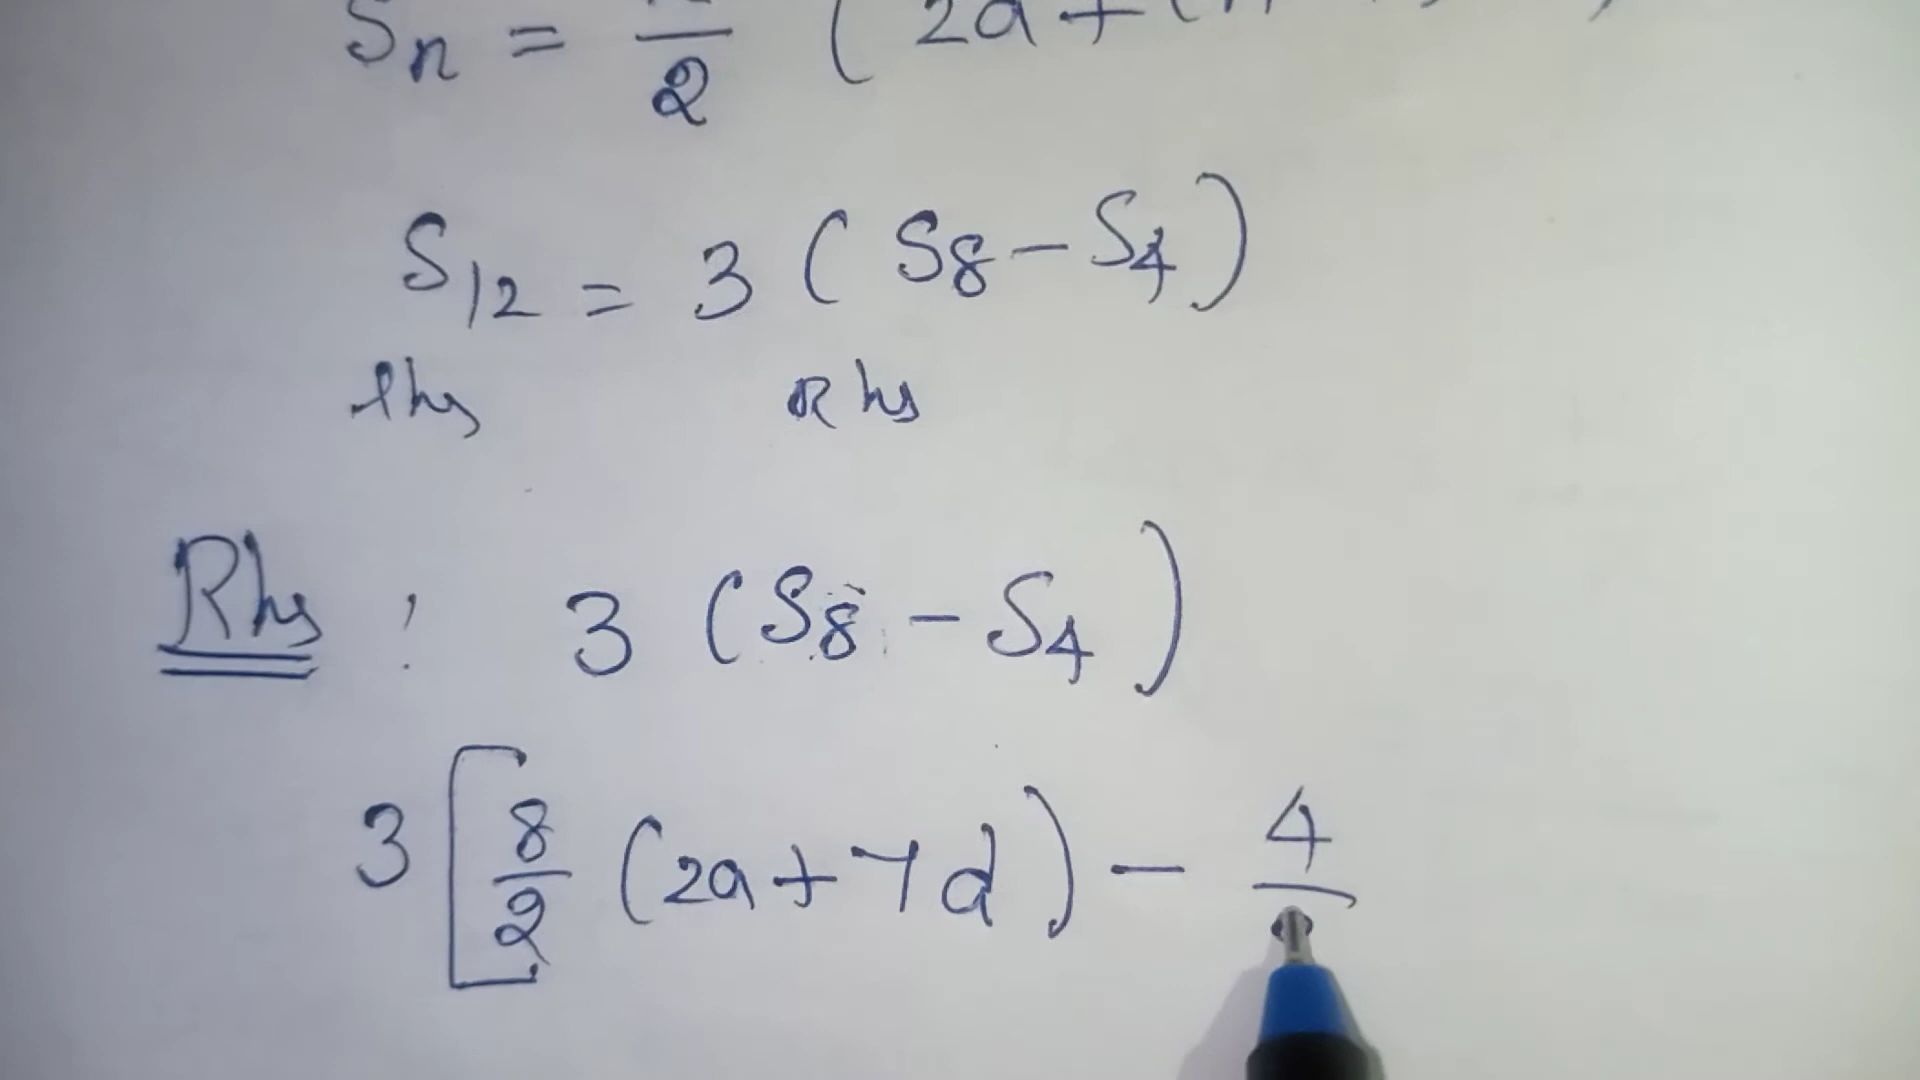 Sn = /2 ( 2a + (n
S12 = 3 ( S8 - S4 )
lhs Rhs
Rhs : 3 ( S8 - S4 )
3 [ 8/2 ( 2a + 7d ) - 4/